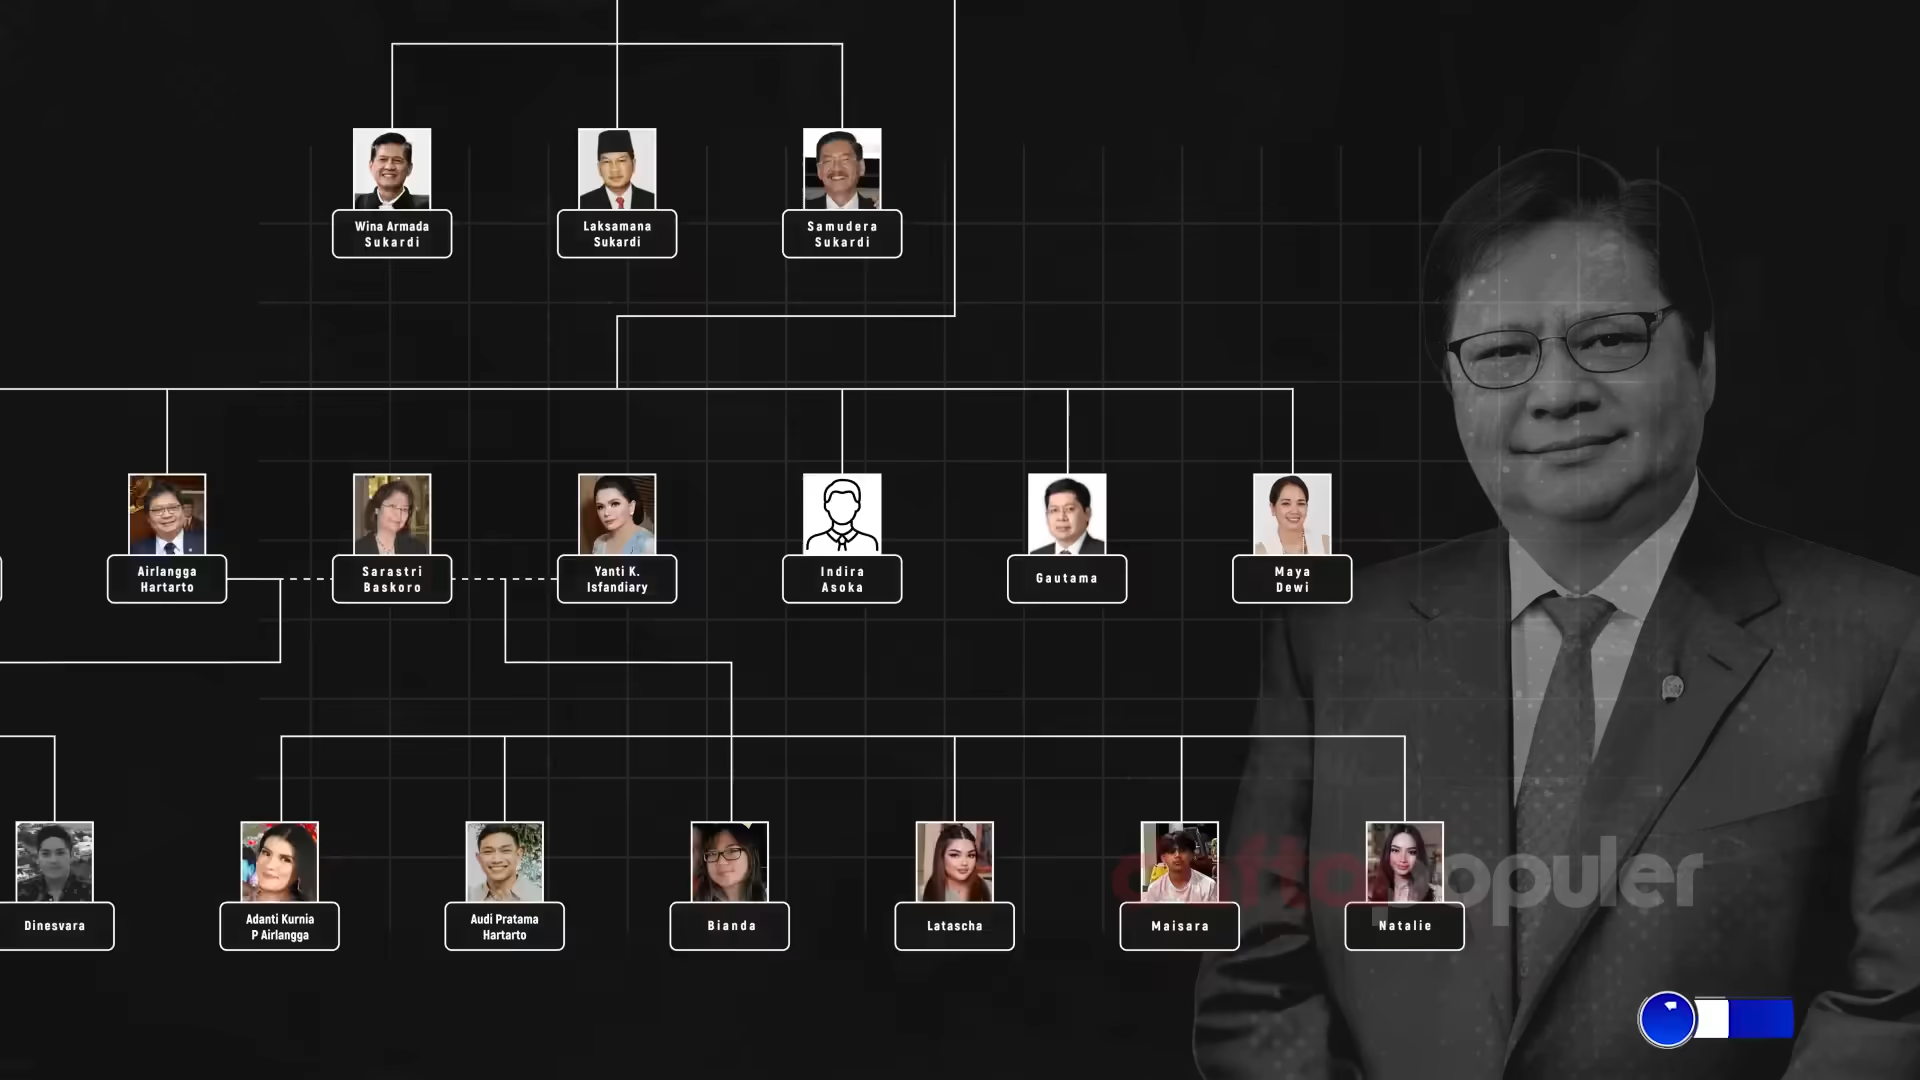 Wina Armada
Sukardi
Laksamana
Sukardi
Samudera
Sukardi
Airlangga
Hartarto
Sarastri
Baskoro
Yanti K.
Isfandiary
Indira
Asoka
Gautama
Maya
Dewi
Dinesvara
Adanti Kurnia
P Airlangga
Audi Pratama
Hartarto
Bianda
Latascha
Maisara
Natalie
daftarpopuler